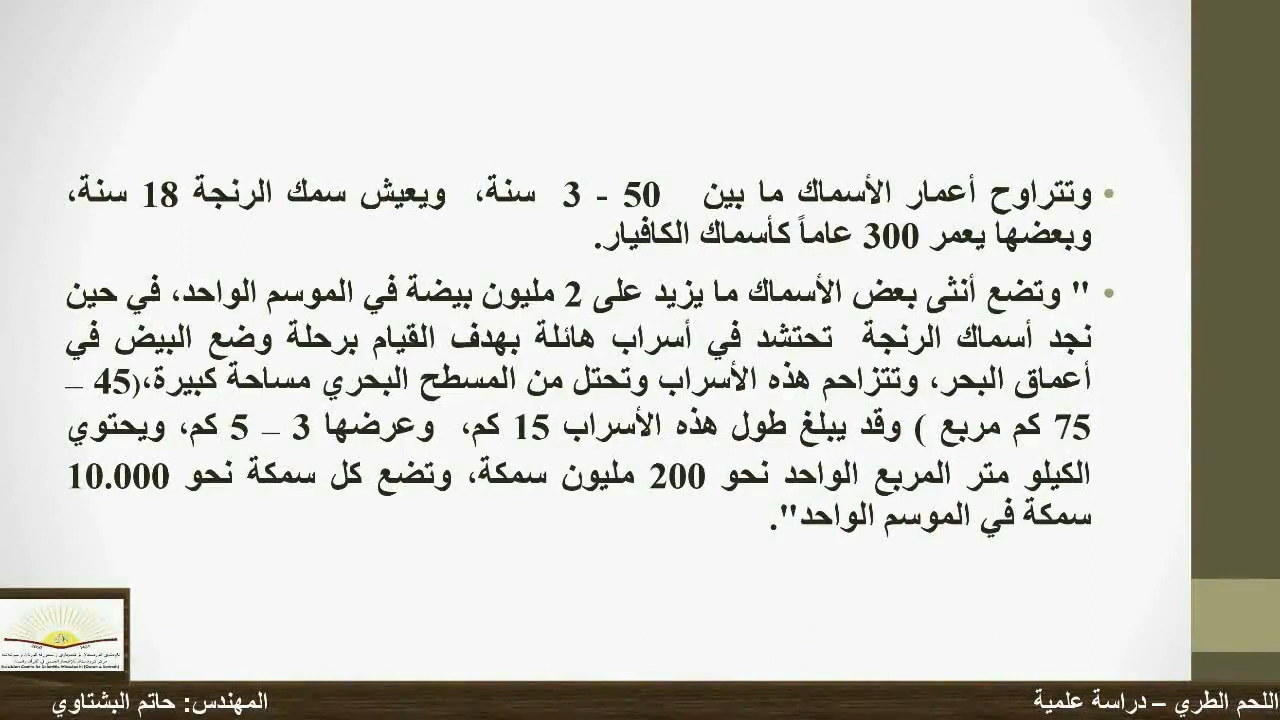 • وتتراوح أعمار الأسماك ما بين 50 - 3 سنة، ويعيش سمك الرنجة 18 سنة،
وبعضها يعمر 300 عاماً كأسماك الكافيار.
• " وتضع أنثى بعض الأسماك ما يزيد على 2 مليون بيضة في الموسم الواحد، في حين
نجد أسماك الرنجة تحتشد في أسراب هائلة بهدف القيام برحلة وضع البيض في
أعماق البحر، وتتزاحم هذه الأسراب وتحتل من المسطح البحري مساحة كبيرة،(45 –
75 كم مربع ) وقد يبلغ طول هذه الأسراب 15 كم، وعرضها 3 – 5 كم، ويحتوي
الكيلو متر المربع الواحد نحو 200 مليون سمكة، وتضع كل سمكة نحو 10.000
سمكة في الموسم الواحد".
اللحم الطري – دراسة علمية
المهندس: حاتم البشتاوي